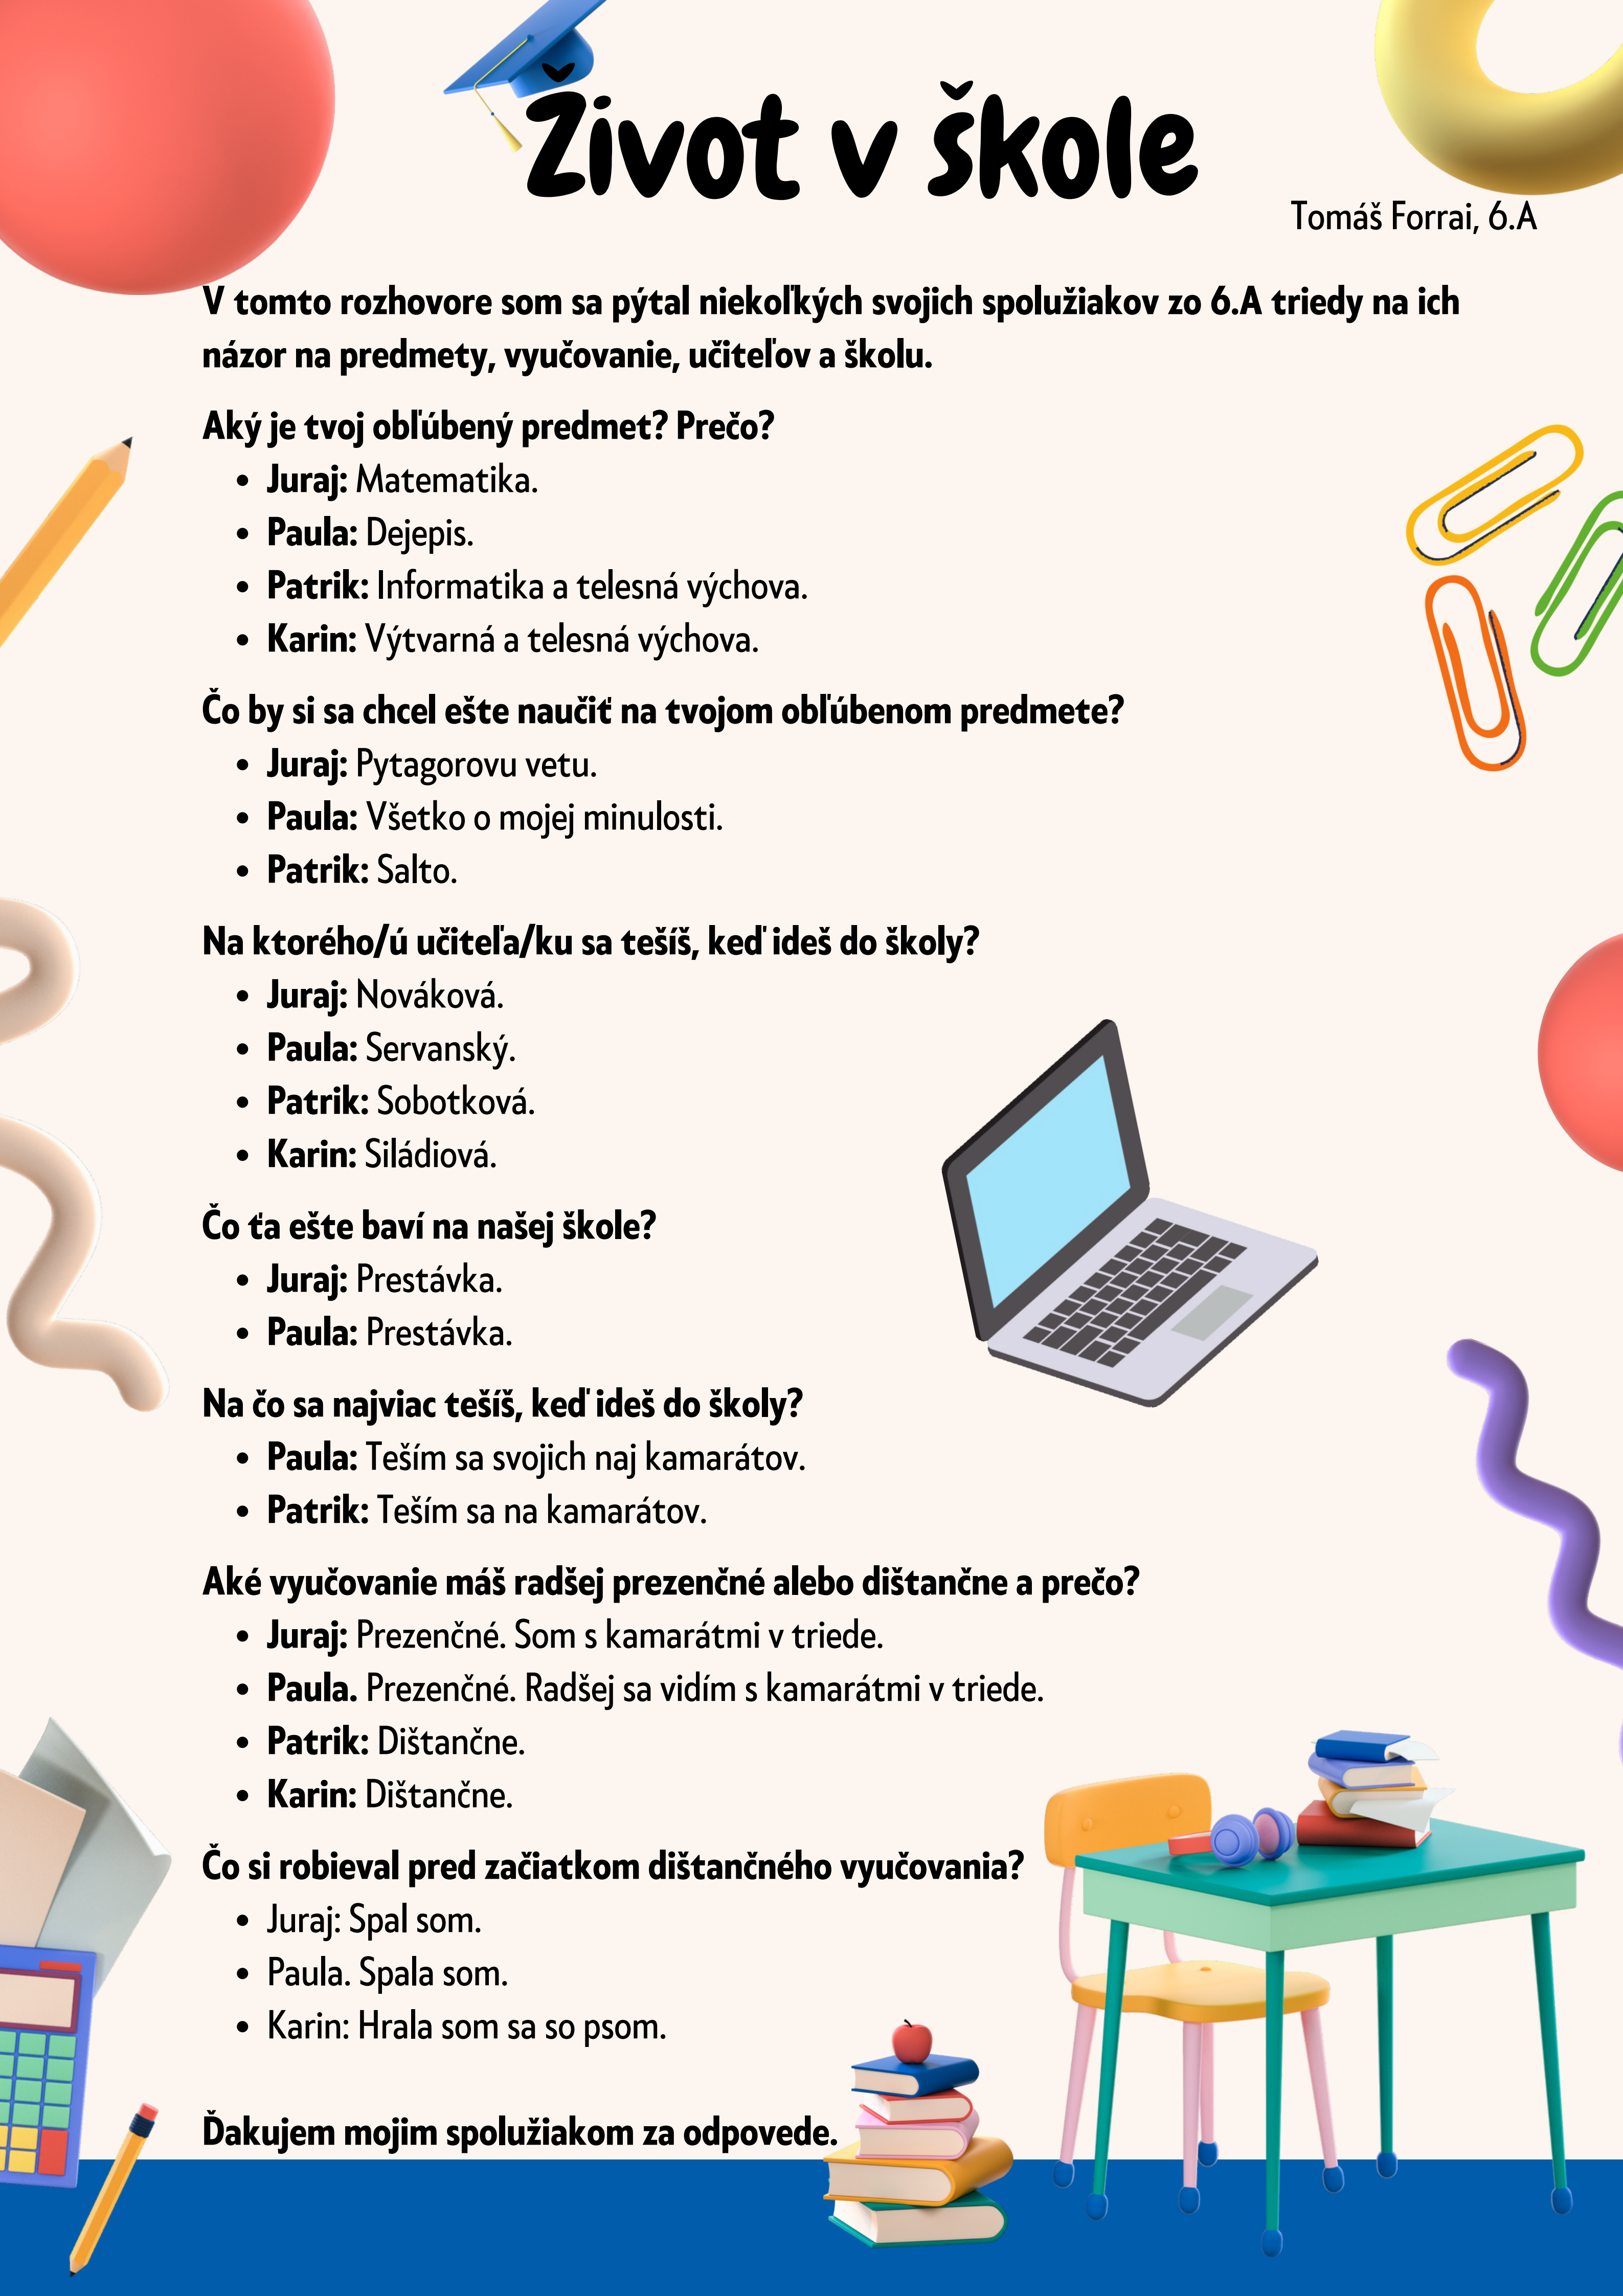 Život v škole
Tomáš Forrai, 6.A
V tomto rozhovore som sa pýtal niekoľkých svojich spolužiakov zo 6.A triedy na ich
názor na predmety, vyučovanie, učiteľov a školu.
Aký je tvoj obľúbený predmet? Prečo?
• Juraj: Matematika.
• Paula: Dejepis.
• Patrik: Informatika a telesná výchova.
• Karin: Výtvarná a telesná výchova.
Čo by si sa chcel ešte naučiť na tvojom obľúbenom predmete?
• Juraj: Pytagorovu vetu.
• Paula: Všetko o mojej minulosti.
• Patrik: Salto.
Na ktorého/ú učiteľa/ku sa tešíš, keď ideš do školy?
• Juraj: Nováková.
• Paula: Servanský.
• Patrik: Sobotková.
• Karin: Siládiová.
Čo ťa ešte baví na našej škole?
• Juraj: Prestávka.
• Paula: Prestávka.
Na čo sa najviac tešíš, keď ideš do školy?
• Paula: Teším sa svojich naj kamarátov.
• Patrik: Teším sa na kamarátov.
Aké vyučovanie máš radšej prezenčné alebo dištančne a prečo?
• Juraj: Prezenčné. Som s kamarátmi v triede.
• Paula. Prezenčné. Radšej sa vidím s kamarátmi v triede.
• Patrik: Dištančne.
• Karin: Dištančne.
Čo si robieval pred začiatkom dištančného vyučovania?
• Juraj: Spal som.
• Paula. Spala som.
• Karin: Hrala som sa so psom.
Ďakujem mojim spolužiakom za odpovede.